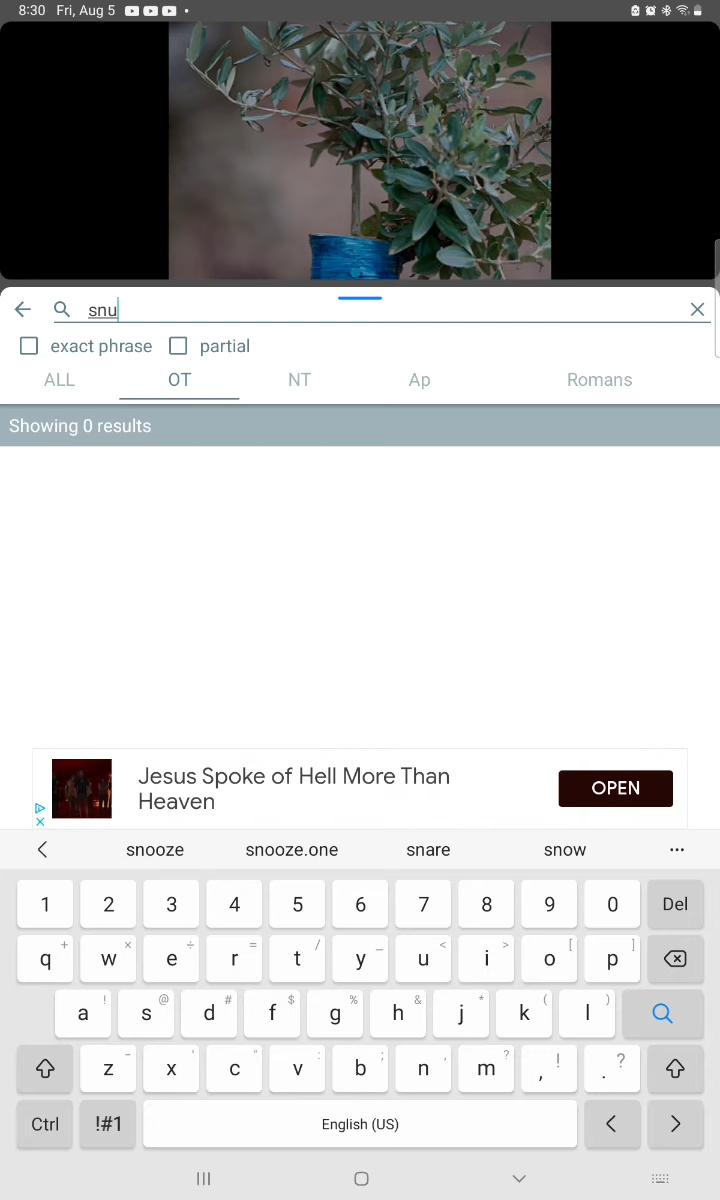 8:30 Fri, Aug 5
snu
exact phrase partial
ALL OT NT Ap Romans
Showing 0 results
Jesus Spoke of Hell More Than
Heaven
OPEN
snooze snooze.one snare snow ...
1 2 3 4 5 6 7 8 9 0 Del
q + w × e ÷ r = t / y _ u < i > o [ p ]
a ! s @ d # f $ g % h & j * k ( l )
z - x ' c " v : b ; n , m ? , ! . ?
Ctrl !#1 English (US) < >